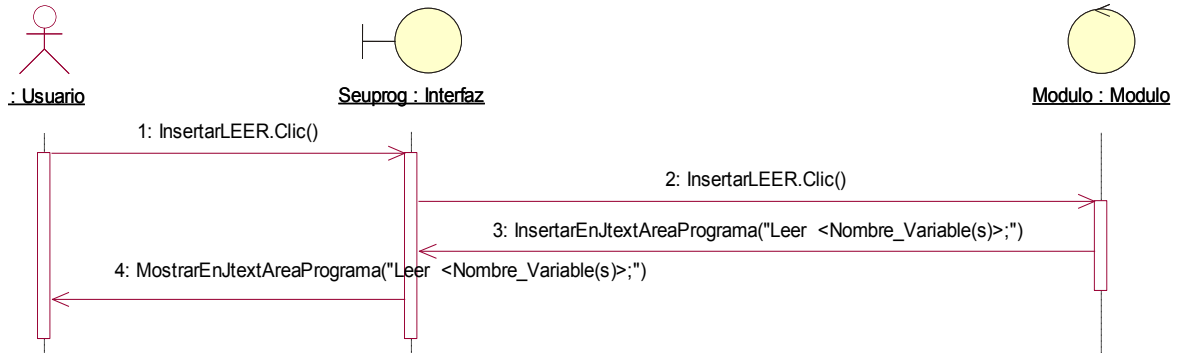 : Usuario
Seuprog : Interfaz
Modulo : Modulo
1: InsertarLEER.Clic()
2: InsertarLEER.Clic()
3: InsertarEnJtextAreaPrograma("Leer <Nombre_Variable(s)>;")
4: MostrarEnJtextAreaPrograma("Leer <Nombre_Variable(s)>;")